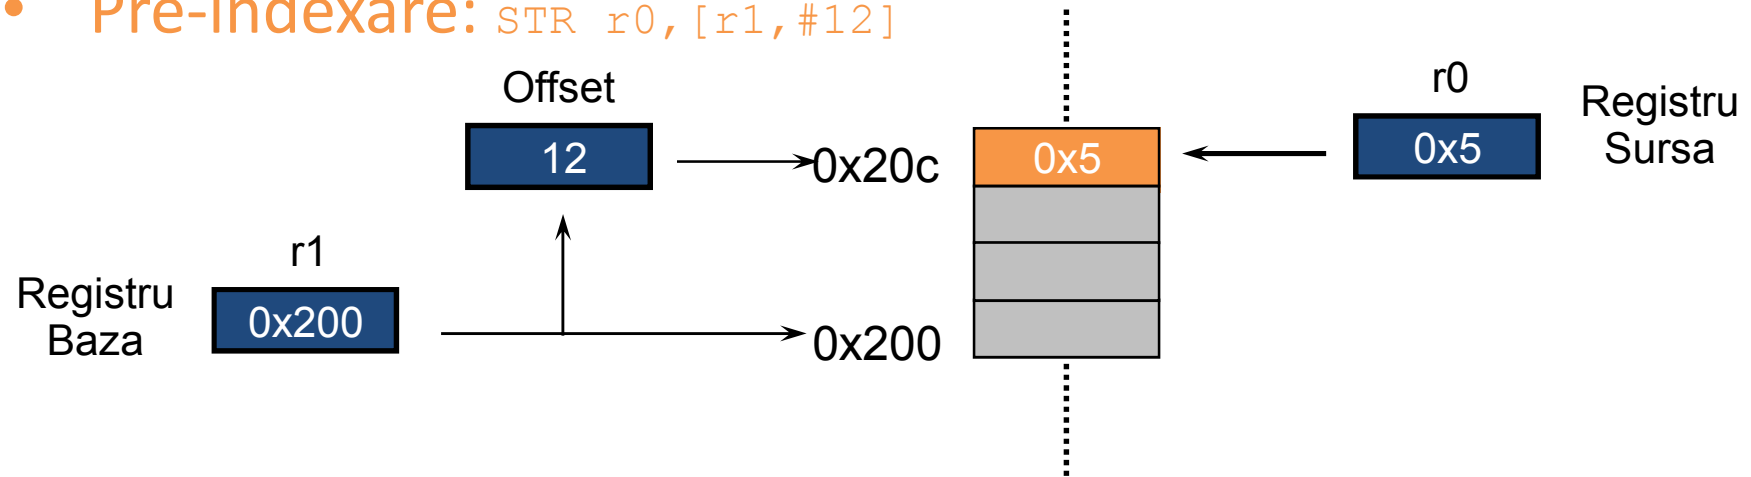 • Pre-indexare: STR r0,[r1,#12]
Offset
12
0x20c
0x5
r0
0x5
Registru
Sursa
r1
Registru
Baza
0x200
0x200